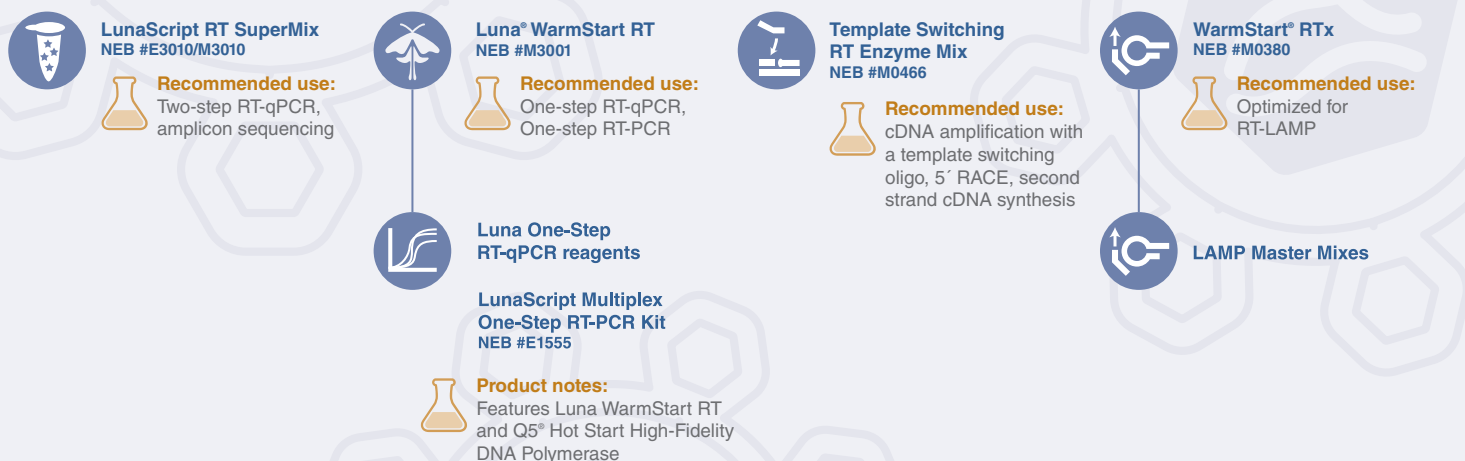 LunaScript RT SuperMix
NEB #E3010/M3010
Recommended use:
Two-step RT-qPCR,
amplicon sequencing
Luna® WarmStart RT
NEB #M3001
Recommended use:
One-step RT-qPCR,
One-step RT-PCR
Luna One-Step
RT-qPCR reagents
LunaScript Multiplex
One-Step RT-PCR Kit
NEB #E1555
Product notes:
Features Luna WarmStart RT
and Q5® Hot Start High-Fidelity
DNA Polymerase
Template Switching
RT Enzyme Mix
NEB #M0466
Recommended use:
cDNA amplification with
a template switching
oligo, 5´ RACE, second
strand cDNA synthesis
WarmStart® RTx
NEB #M0380
Recommended use:
Optimized for
RT-LAMP
LAMP Master Mixes